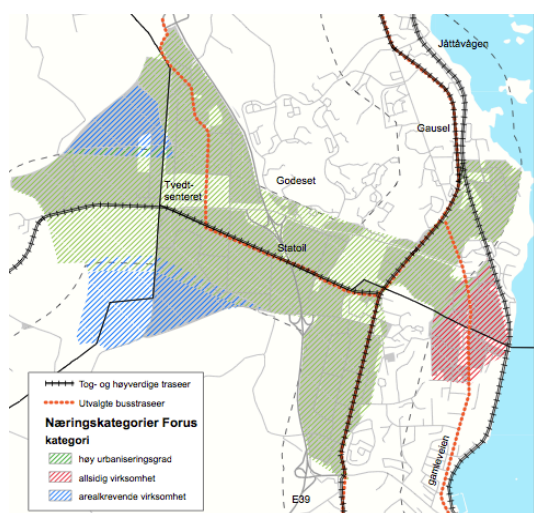 Jåttåvågen
Gausel
Godeset
Tvedt-
senteret
Statoil
gamleveien
E39
Tog- og høyverdige traseer
Utvalgte busstraseer
Næringskategorier Forus
kategori
høy urbaniseringsgrad
allsidig virksomhet
arealkrevende virksomhet